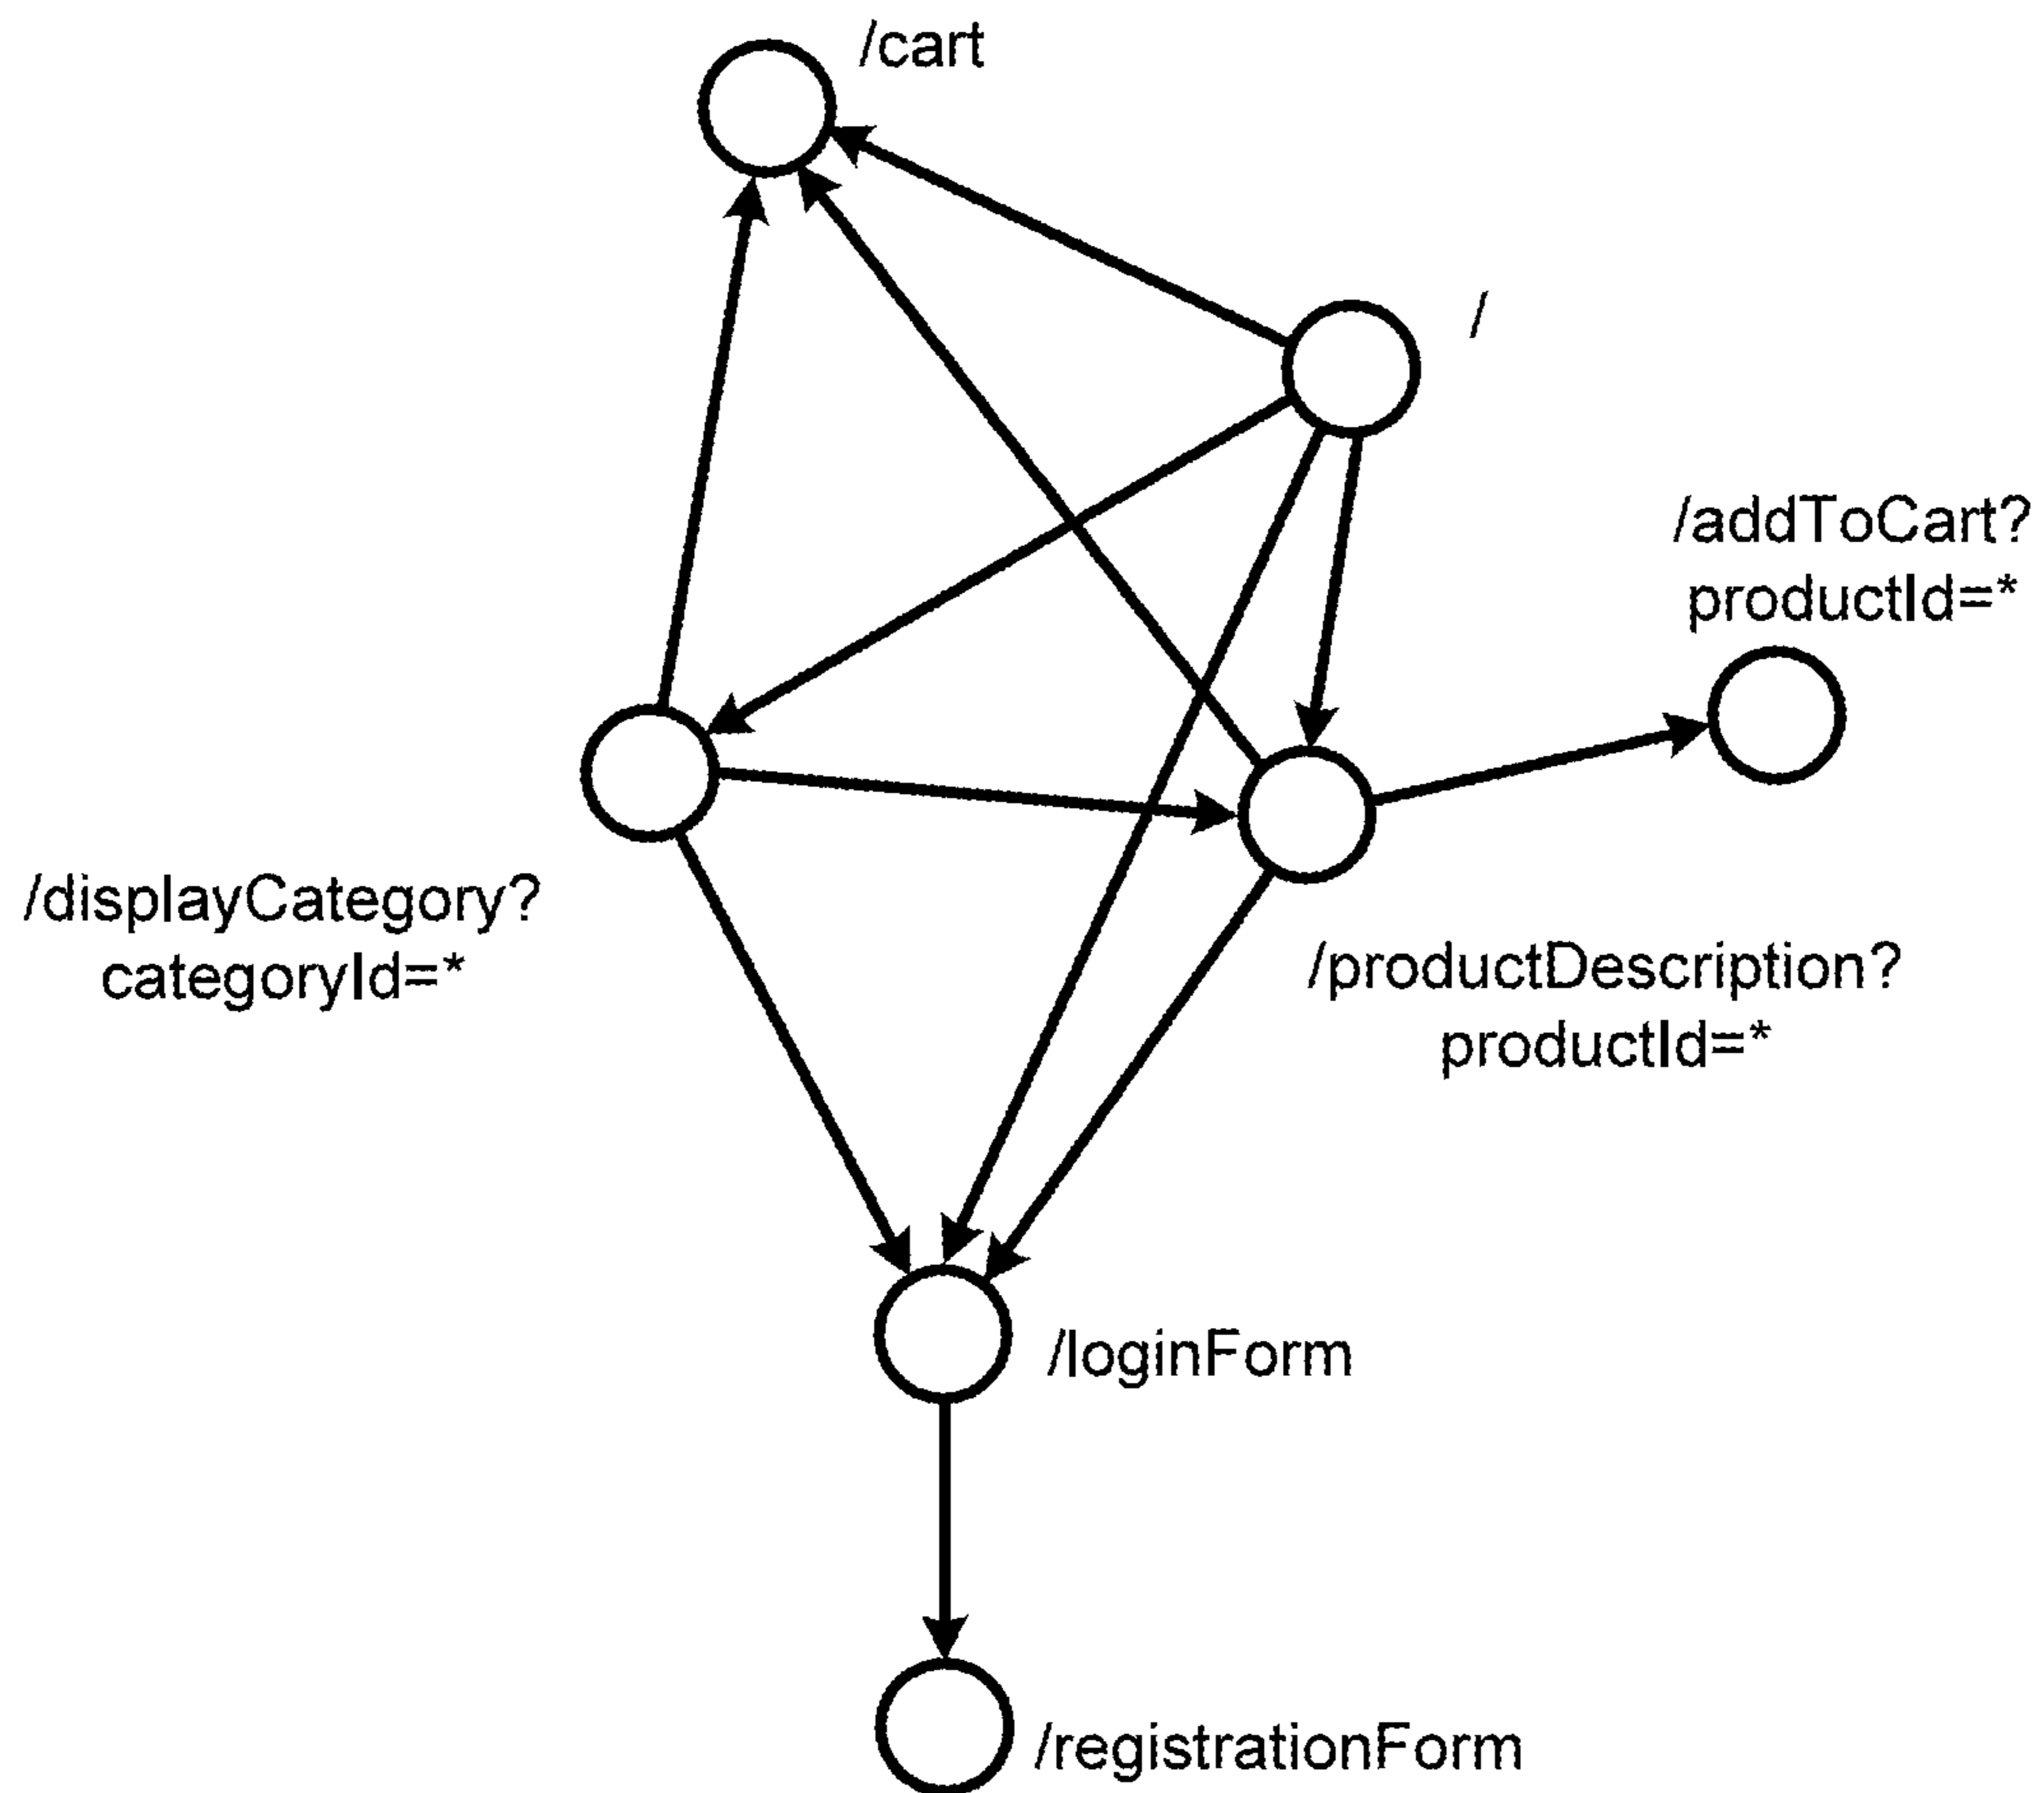 /cart
/
/addToCart?
productId=*
/displayCategory?
categoryId=*
/productDescription?
productId=*
/loginForm
/registrationForm